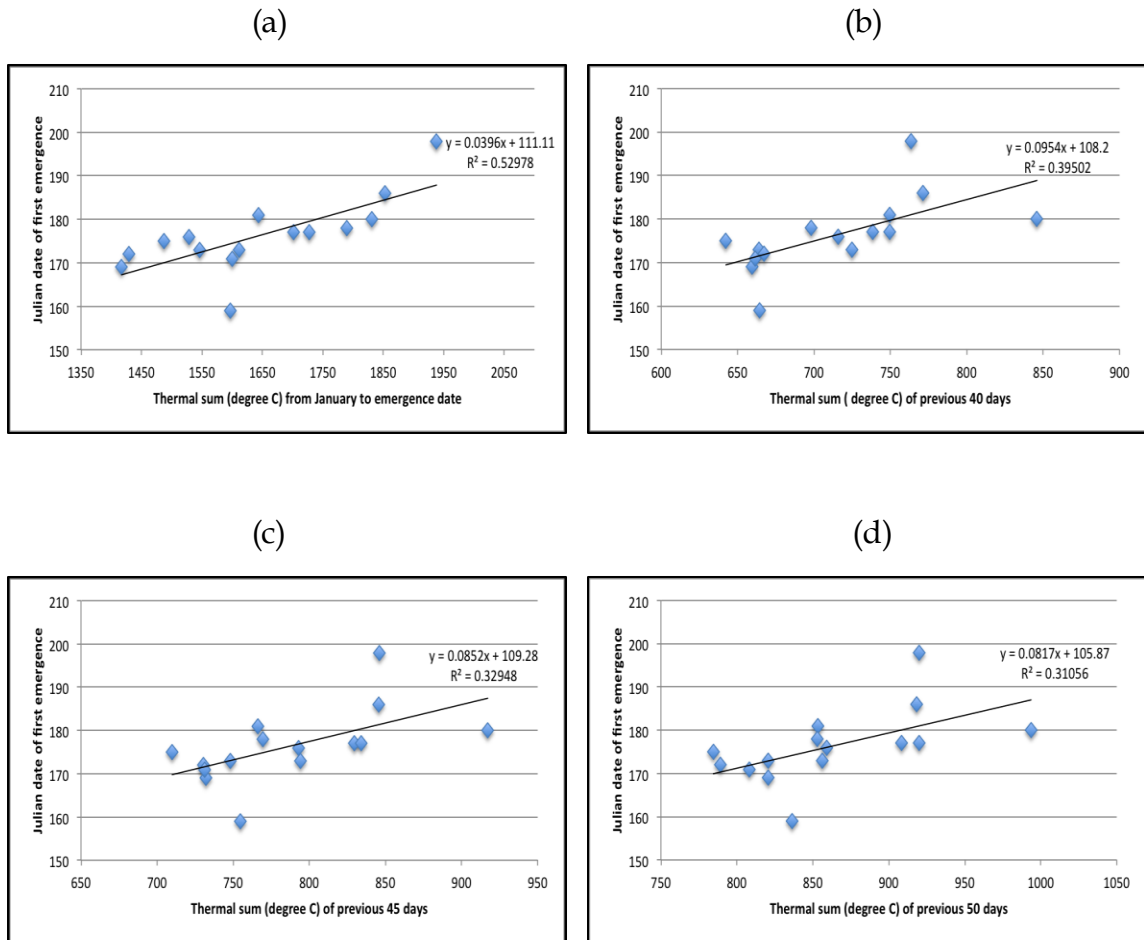 (a)
210
200
190
180
170
160
150
Julian date of first emergence
y = 0.0396x + 111.11
R² = 0.52978
1350 1450 1550 1650 1750 1850 1950 2050
Thermal sum (degree C) from January to emergence date
(b)
210
200
190
180
170
160
150
Julian date of first emergence
y = 0.0954x + 108.2
R² = 0.39502
600 650 700 750 800 850 900
Thermal sum ( degree C) of previous 40 days
(c)
210
200
190
180
170
160
150
Julian date of first emergence
y = 0.0852x + 109.28
R² = 0.32948
650 700 750 800 850 900 950
Thermal sum (degree C) of previous 45 days
(d)
210
200
190
180
170
160
150
Julian date of first emergence
y = 0.0817x + 105.87
R² = 0.31056
750 800 850 900 950 1000 1050
Thermal sum (degree C) of previous 50 days